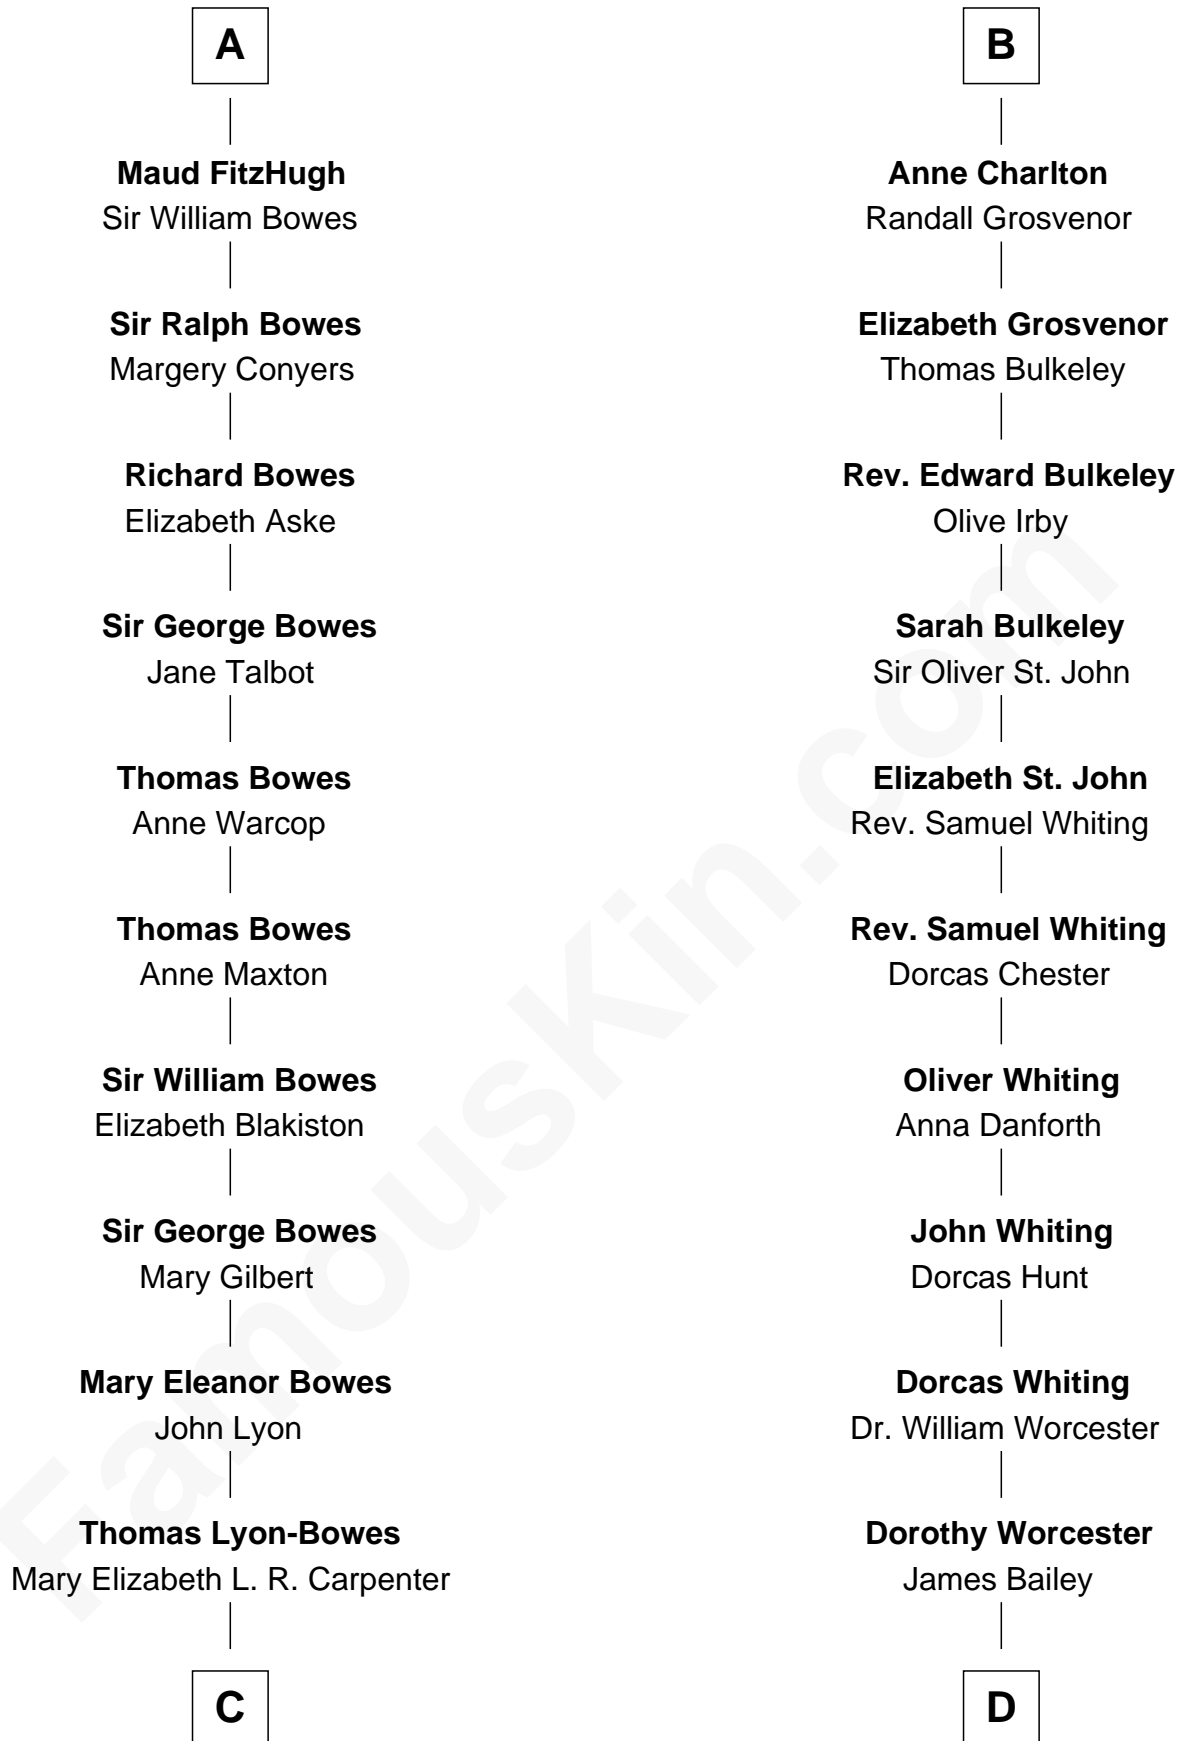 A
Maud FitzHugh
Sir William Bowes
Sir Ralph Bowes
Margery Conyers
Richard Bowes
Elizabeth Aske
Sir George Bowes
Jane Talbot
Thomas Bowes
Anne Warcop
Thomas Bowes
Anne Maxton
Sir William Bowes
Elizabeth Blakiston
Sir George Bowes
Mary Gilbert
Mary Eleanor Bowes
John Lyon
Thomas Lyon-Bowes
Mary Elizabeth L. R. Carpenter
C
B
Anne Charlton
Randall Grosvenor
Elizabeth Grosvenor
Thomas Bulkeley
Rev. Edward Bulkeley
Olive Irby
Sarah Bulkeley
Sir Oliver St. John
Elizabeth St. John
Rev. Samuel Whiting
Rev. Samuel Whiting
Dorcas Chester
Oliver Whiting
Anna Danforth
John Whiting
Dorcas Hunt
Dorcas Whiting
Dr. William Worcester
Dorothy Worcester
James Bailey
D
FamousKin.com